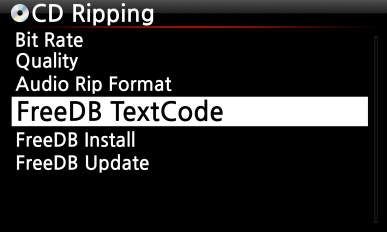 CD Ripping
Bit Rate
Quality
Audio Rip Format
FreeDB TextCode
FreeDB Install
FreeDB Update